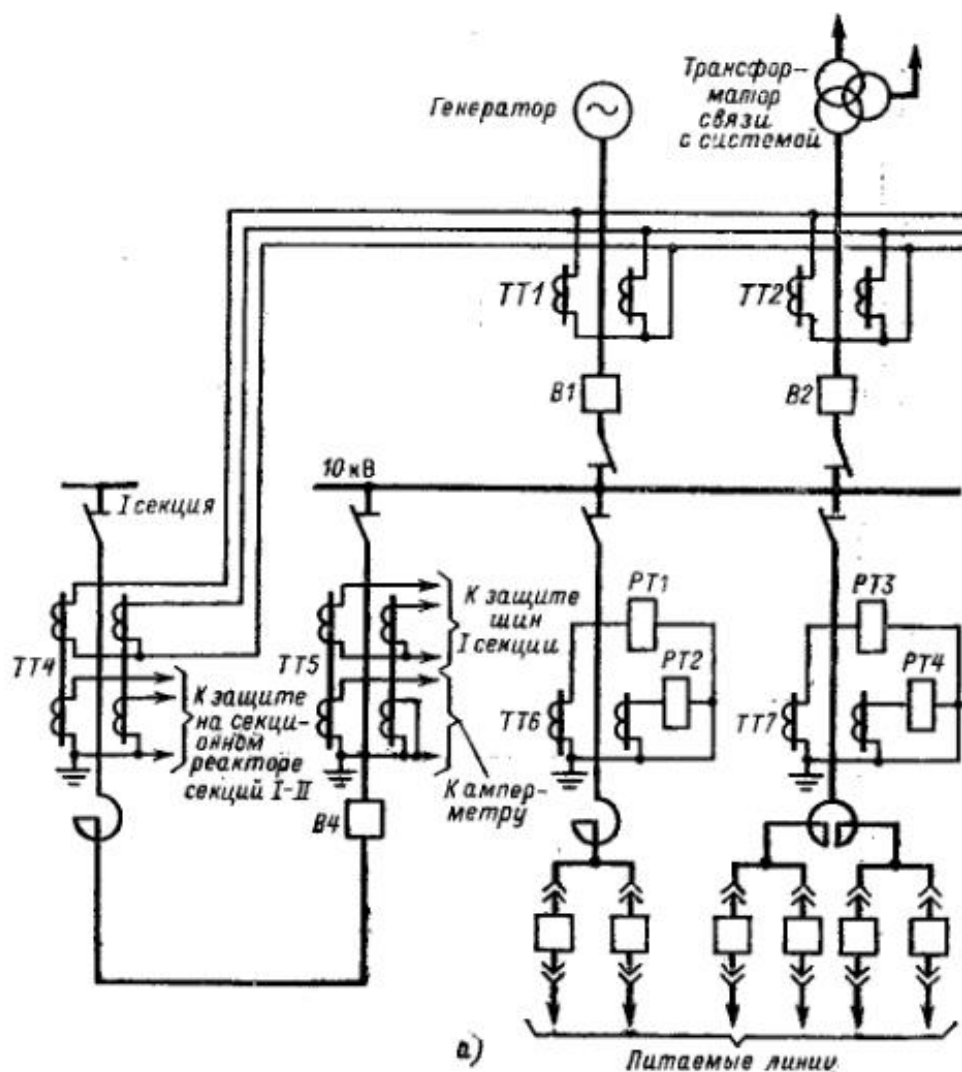 Генератор
Трансфор-
матор
связи
с системой
ТТ1
ТТ2
В1
В2
10 кВ
I секция
ТТ4
К защите
на секци-
онном
реакторе
секций I-II
ТТ5
К защите
шин
I секции
К ампер-
метру
В4
РТ1
РТ2
ТТ6
РТ3
РТ4
ТТ7
а)
Питаемые линии